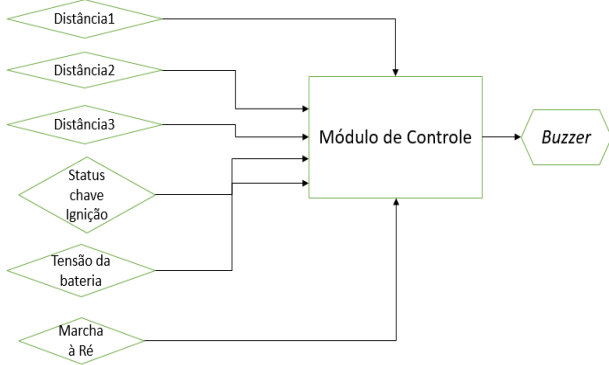 Distância1
Distância2
Distância3
Status
chave
Ignição
Tensão da
bateria
Marcha
à Ré
Módulo de Controle
Buzzer